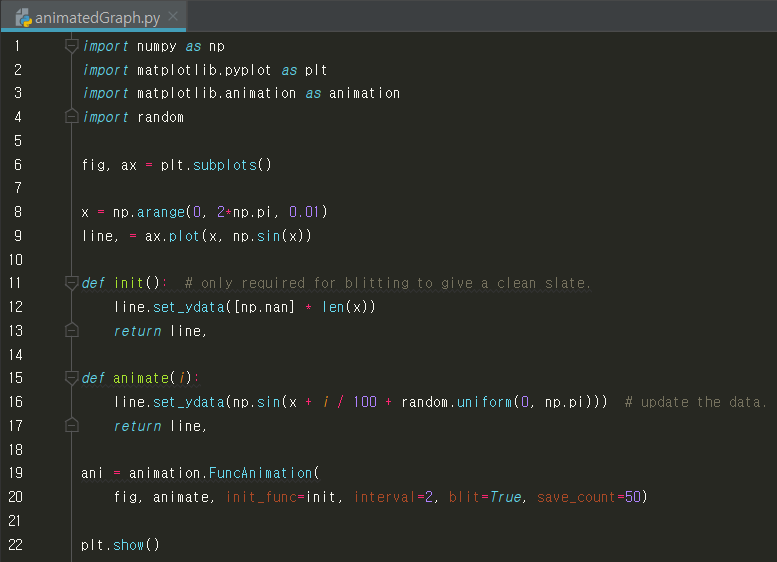 animatedGraph.py
1 import numpy as np
2 import matplotlib.pyplot as plt
3 import matplotlib.animation as animation
4 import random
5
6 fig, ax = plt.subplots()
7
8 x = np.arange(0, 2*np.pi, 0.01)
9 line, = ax.plot(x, np.sin(x))
10
11 def init():  # only required for blitting to give a clean slate.
12     line.set_ydata([np.nan] * len(x))
13     return line,
14
15 def animate(i):
16     line.set_ydata(np.sin(x + i / 100 + random.uniform(0, np.pi)))  # update the data.
17     return line,
18
19 ani = animation.FuncAnimation(
20     fig, animate, init_func=init, interval=2, blit=True, save_count=50)
21
22 plt.show()